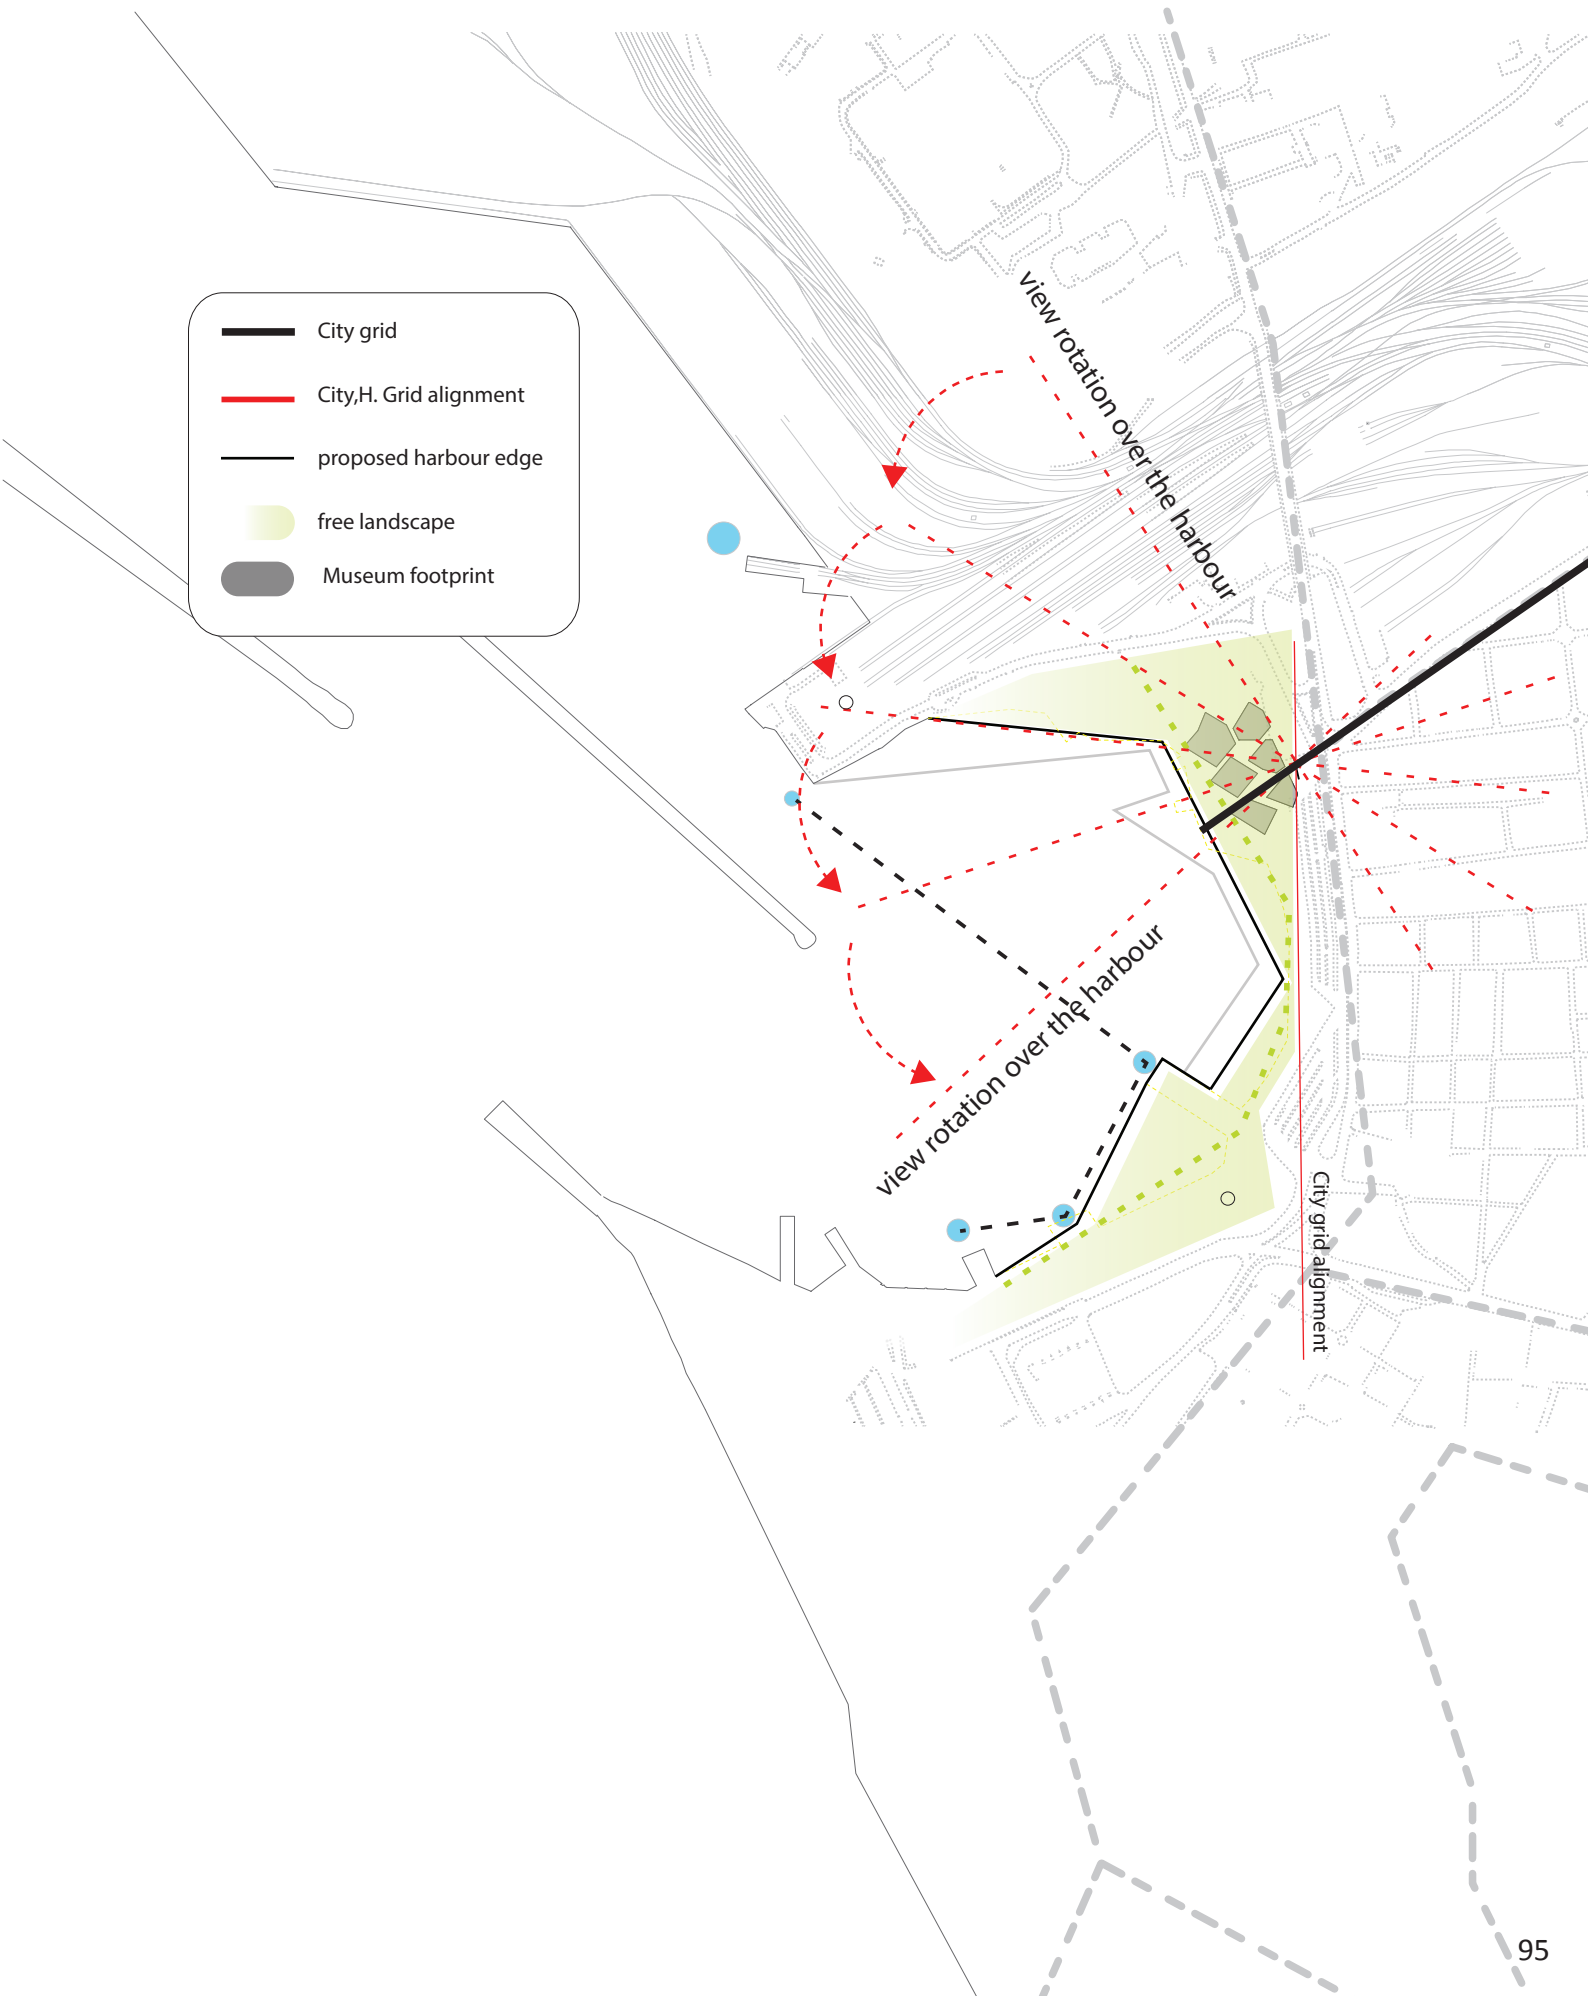 view rotation over the harbour
City grid
City,H. Grid alignment
proposed harbour edge
free landscape
Museum footprint
view rotation over the harbour
City grid alignment
95